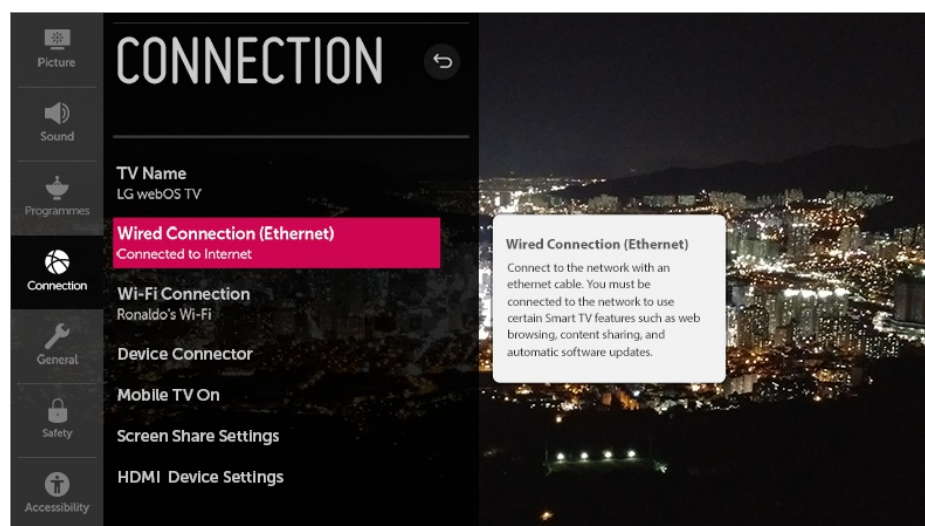 Picture
Sound
Programmes
Connection
General
Safety
Accessibility
CONNECTION
TV Name
LG webOS TV
Wired Connection (Ethernet)
Connected to Internet
Wi-Fi Connection
Ronaldo's Wi-Fi
Device Connector
Mobile TV On
Screen Share Settings
HDMI Device Settings
Wired Connection (Ethernet)
Connect to the network with an
ethernet cable. You must be
connected to the network to use
certain Smart TV features such as web
browsing, content sharing, and
automatic software updates.